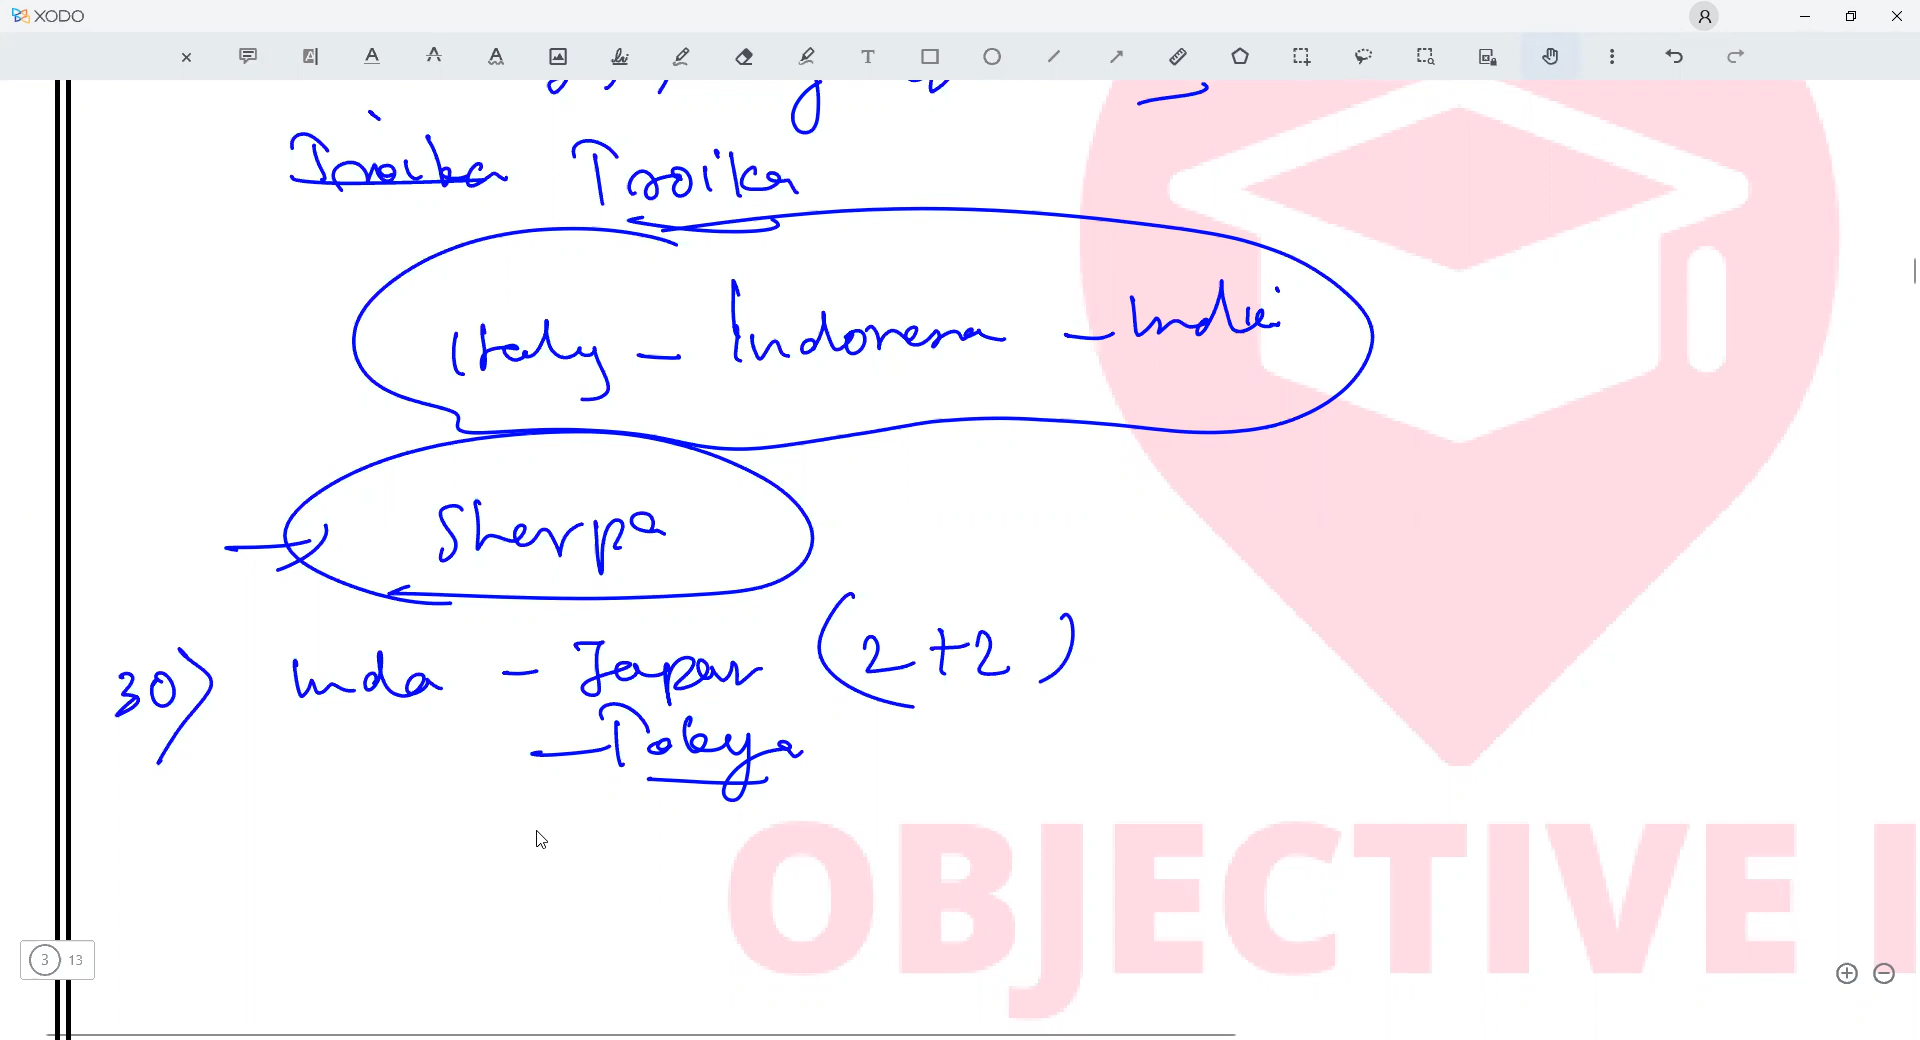 XODO
Troika Troika
Italy - Indonesia - India
Sherpa
30) India - Japan (2+2)
- Tokyo
OBJECTIVE I
3 13